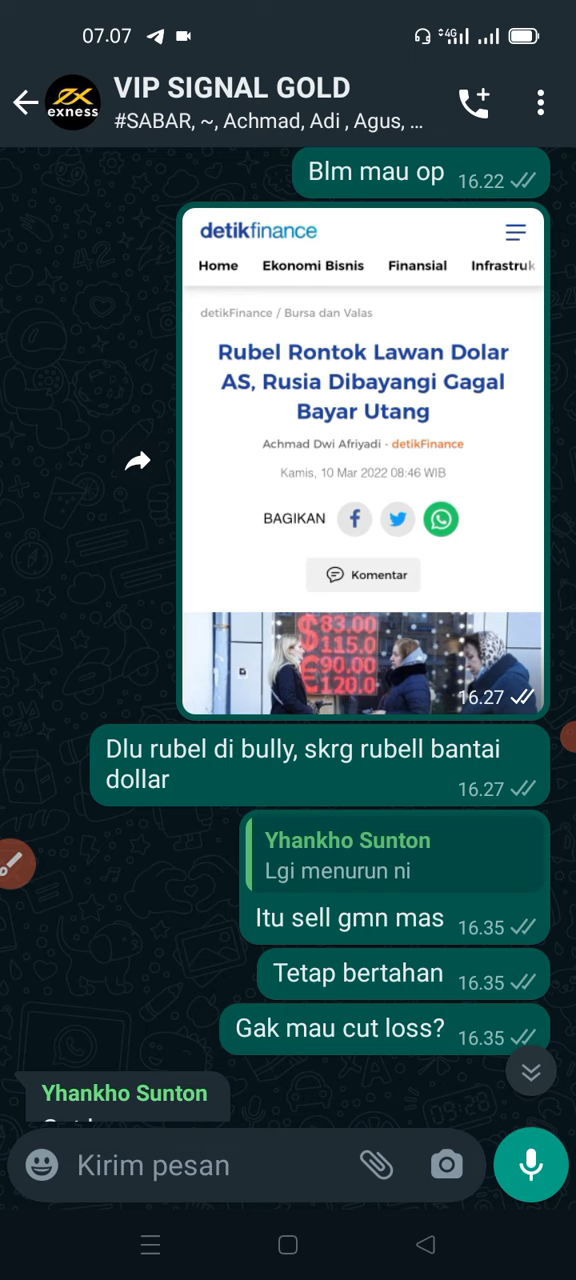 07.07
4G
VIP SIGNAL GOLD
exness
#SABAR, ~, Achmad, Adi , Agus, ...
Blm mau op 16.22
detikfinance
Home Ekonomi Bisnis Finansial Infrastruk
detikFinance / Bursa dan Valas
Rubel Rontok Lawan Dolar
AS, Rusia Dibayangi Gagal
Bayar Utang
Achmad Dwi Afriyadi - detikFinance
Kamis, 10 Mar 2022 08:46 WIB
BAGIKAN
Komentar
$83.00
115.0
€90.00
€120.0
16.27
Dlu rubel di bully, skrg rubell bantai
dollar 16.27
Yhankho Sunton
Lgi menurun ni
Itu sell gmn mas 16.35
Tetap bertahan 16.35
Gak mau cut loss? 16.35
Yhankho Sunton
Kirim pesan